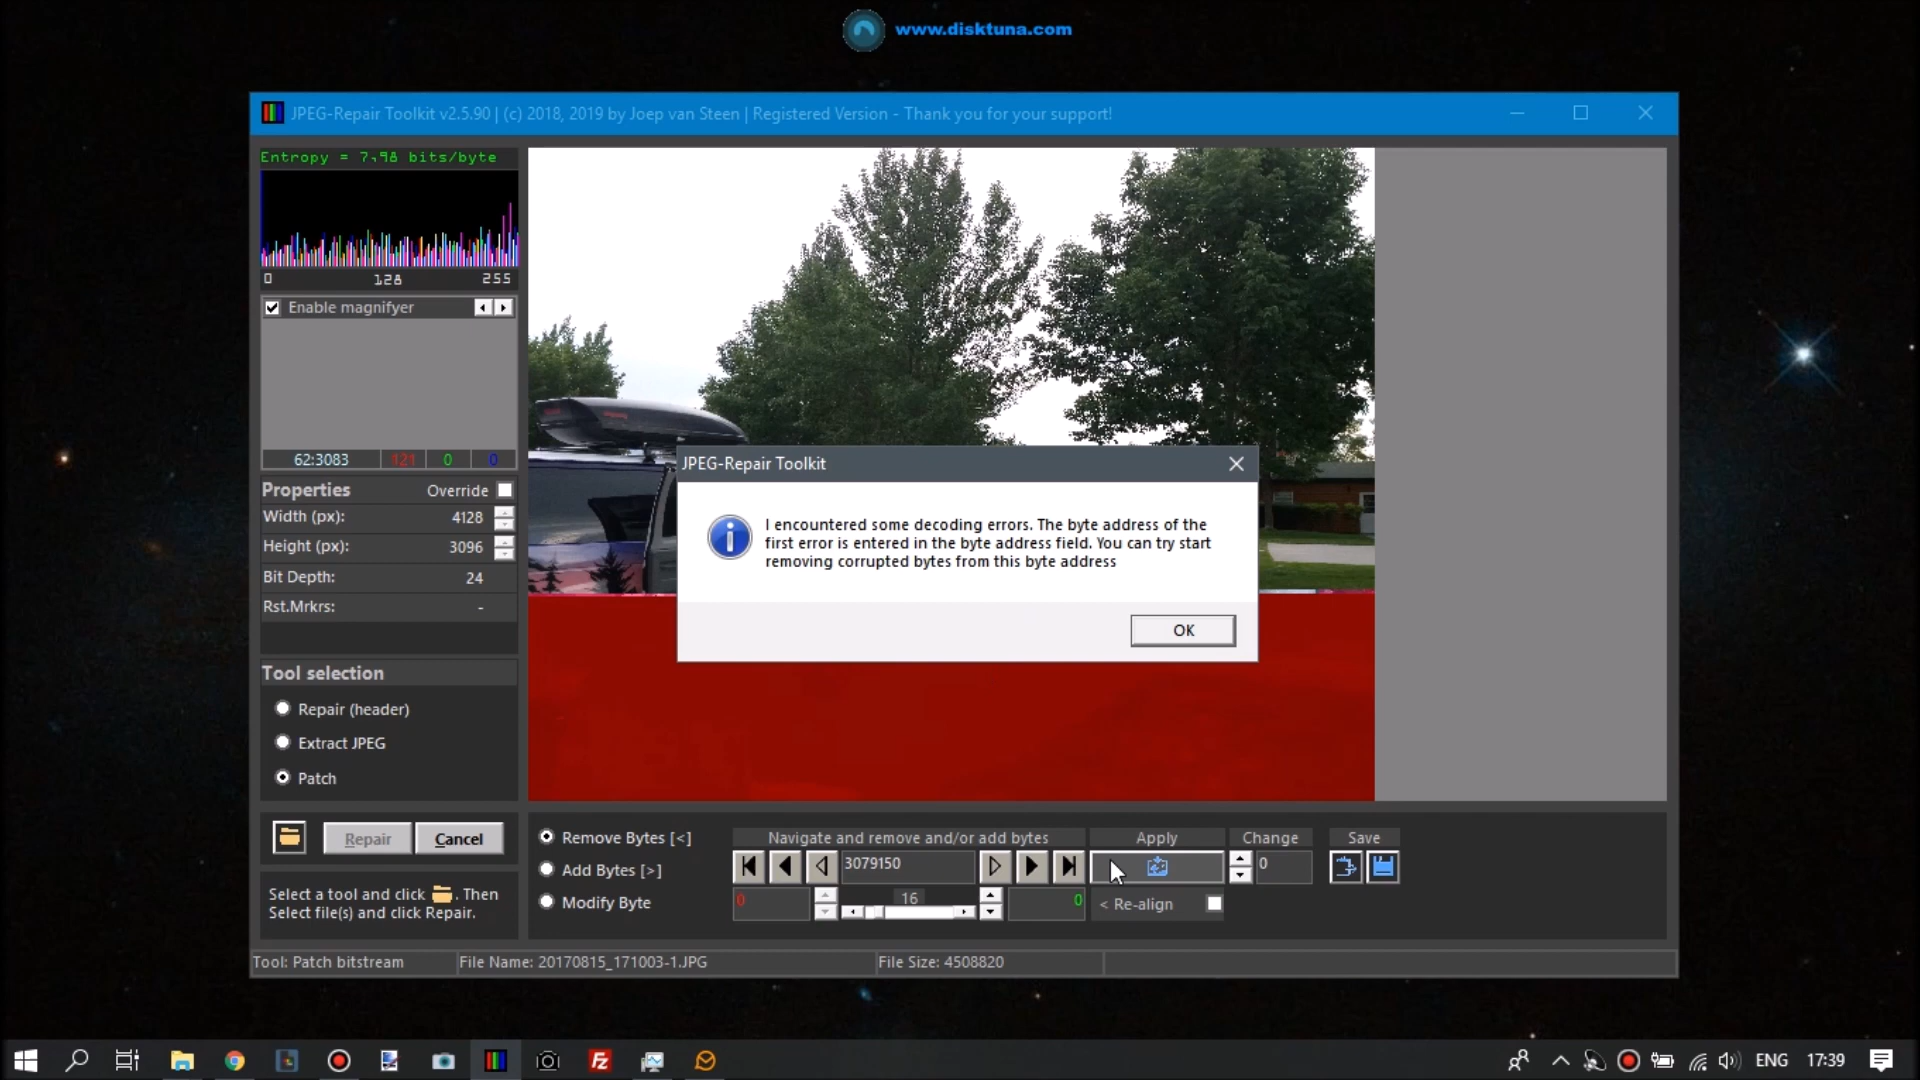 www.disktuna.com
JPEG-Repair Toolkit v2.5.90 | (c) 2018, 2019 by Joep van Steen | Registered Version - Thank you for your support!
Entropy = 7,98 bits/byte
0 128 255
Enable magnifyer
62:3083 121 0 0
Properties Override
Width (px): 4128
Height (px): 3096
Bit Depth: 24
Rst.Mrkrs: -
Tool selection
Repair (header)
Extract JPEG
Patch
Repair Cancel
Select a tool and click . Then
Select file(s) and click Repair.
JPEG-Repair Toolkit
I encountered some decoding errors. The byte address of the
first error is entered in the byte address field. You can try start
removing corrupted bytes from this byte address
OK
Remove Bytes [<]
Add Bytes [>]
Modify Byte
Navigate and remove and/or add bytes Apply Change Save
3079150 0
0 16 0 < Re-align
Tool: Patch bitstream File Name: 20170815_171003-1.JPG File Size: 4508820
ENG 17:39